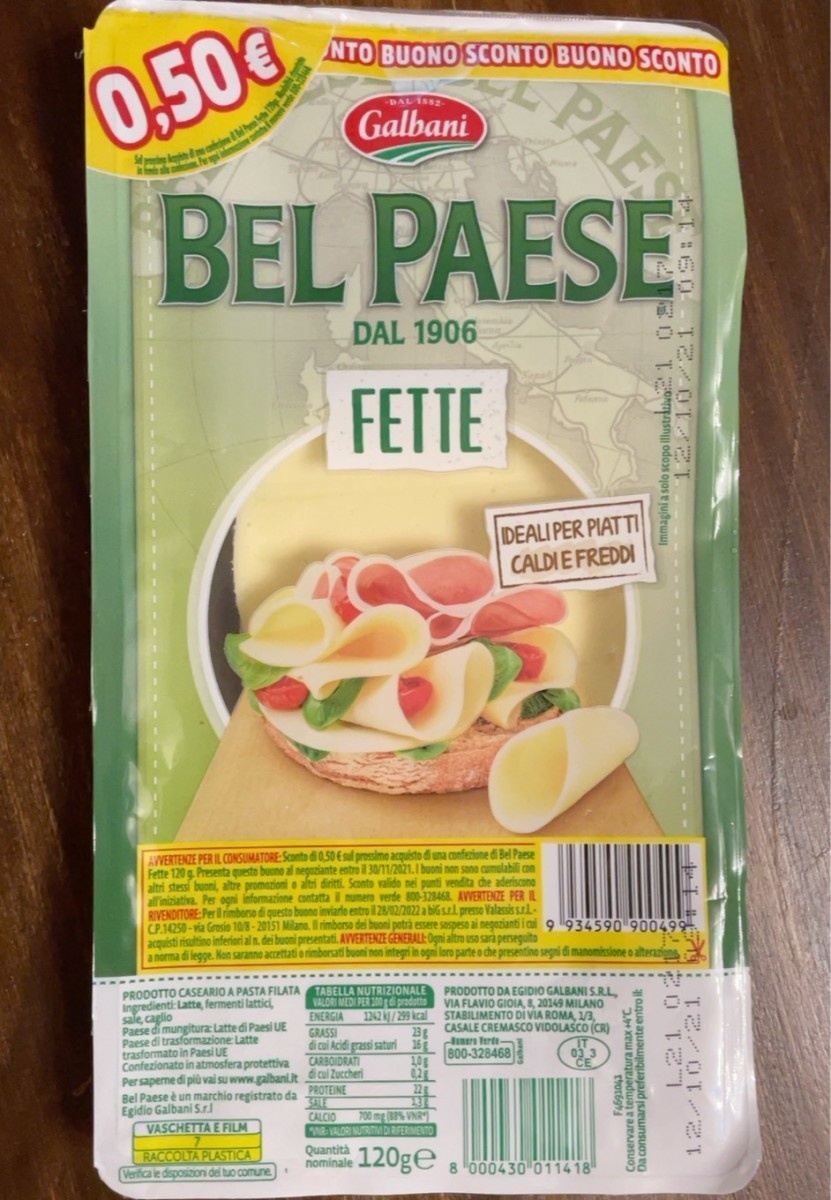 0,50€
NTO BUONO SCONTO BUONO SCONTO
-DAL 1882-
Galbani
BEL PAESE
DAL 1906
FETTE
IDEALI PER PIATTI
CALDI E FREDDI
Immagini a solo scopo illustrativo.
12/10/21 09:14
AVVERTENZE PER IL CONSUMATORE: Sconto di 0,50 € sul prossimo acquisto di una confezione di Bel Paese
Fette 120 g. Presenta questo buono al negoziante entro il 30/11/2021. I buoni non sono cumulabili con
altri stessi buoni, altre promozioni o altri diritti. Sconto valido nei punti vendita che aderiscono
all'iniziativa. Per ogni informazione contatta il numero verde 800-328468. AVVERTENZE PER IL
RIVENDITORE: Per il rimborso di questo buono inviarlo entro il 28/02/2022 a biG s.r.l. presso Valassis s.r.l. -
C.P.14250 - via Grosio 10/8 - 20151 Milano. Il rimborso dei buoni potrà essere sospeso ai negozianti i cui
acquisti risultino inferiori al n. dei buoni presentati. AVVERTENZE GENERALI: Ogni altro uso sarà perseguito
a norma di legge. Non saranno accettati o rimborsati buoni non integri in ogni loro parte o che presentino segni di manomissione o alterazione.
9 934590 900499
PRODOTTO CASEARIO A PASTA FILATA
Ingredienti: Latte, fermenti lattici,
sale, caglio
Paese di mungitura: Latte di Paesi UE
Paese di trasformazione: Latte
trasformato in Paesi UE
Confezionato in atmosfera protettiva
Per saperne di più vai su www.galbani.it
Bel Paese è un marchio registrato da
Egidio Galbani S.r.l
VASCHETTA E FILM
7
RACCOLTA PLASTICA
Verifica le disposizioni del tuo comune.
TABELLA NUTRIZIONALE
VALORI MEDI PER 100 g di prodotto
ENERGIA 1242 kJ / 299 kcal
GRASSI 23 g
di cui Acidi grassi saturi 16 g
CARBOIDRATI 1,0 g
di cui Zuccheri 0,2 g
PROTEINE 22 g
SALE 1,3 g
CALCIO 700 mg (88% VNR*)
*VNR: VALORI NUTRITIVI DI RIFERIMENTO
Quantità
nominale 120g e
PRODOTTO DA EGIDIO GALBANI S.R.L.,
VIA FLAVIO GIOIA, 8, 20149 MILANO
STABILIMENTO DI VIA ROMA, 1/3,
CASALE CREMASCO VIDOLASCO (CR)
Numero Verde
800-328468
Galbani
IT
03 3
CE
8 000430 011418
F4691041
Conservare a temperatura max +4°C.
Da consumarsi preferibilmente entro il:
12/10/21